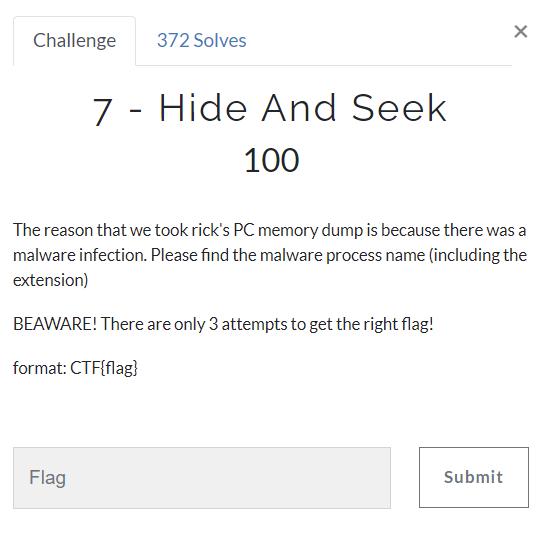 Challenge
372 Solves
×
7 - Hide And Seek
100
The reason that we took rick's PC memory dump is because there was a
malware infection. Please find the malware process name (including the
extension)
BEAWARE! There are only 3 attempts to get the right flag!
format: CTF{flag}
Flag
Submit